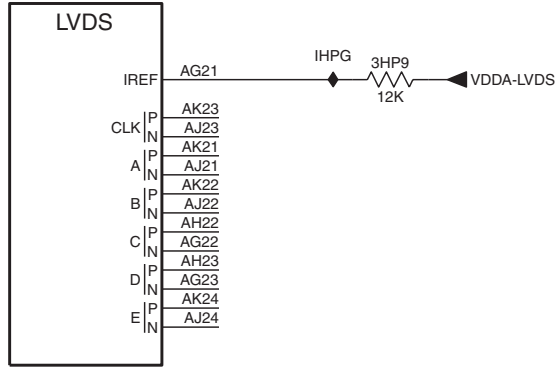 LVDS
IHPG
3HP9
IREF AG21
VDDA-LVDS
12K
CLK P AK23
N AJ23
A P AK21
N AJ21
B P AK22
N AJ22
C P AH22
N AG22
D P AH23
N AG23
E P AK24
N AJ24